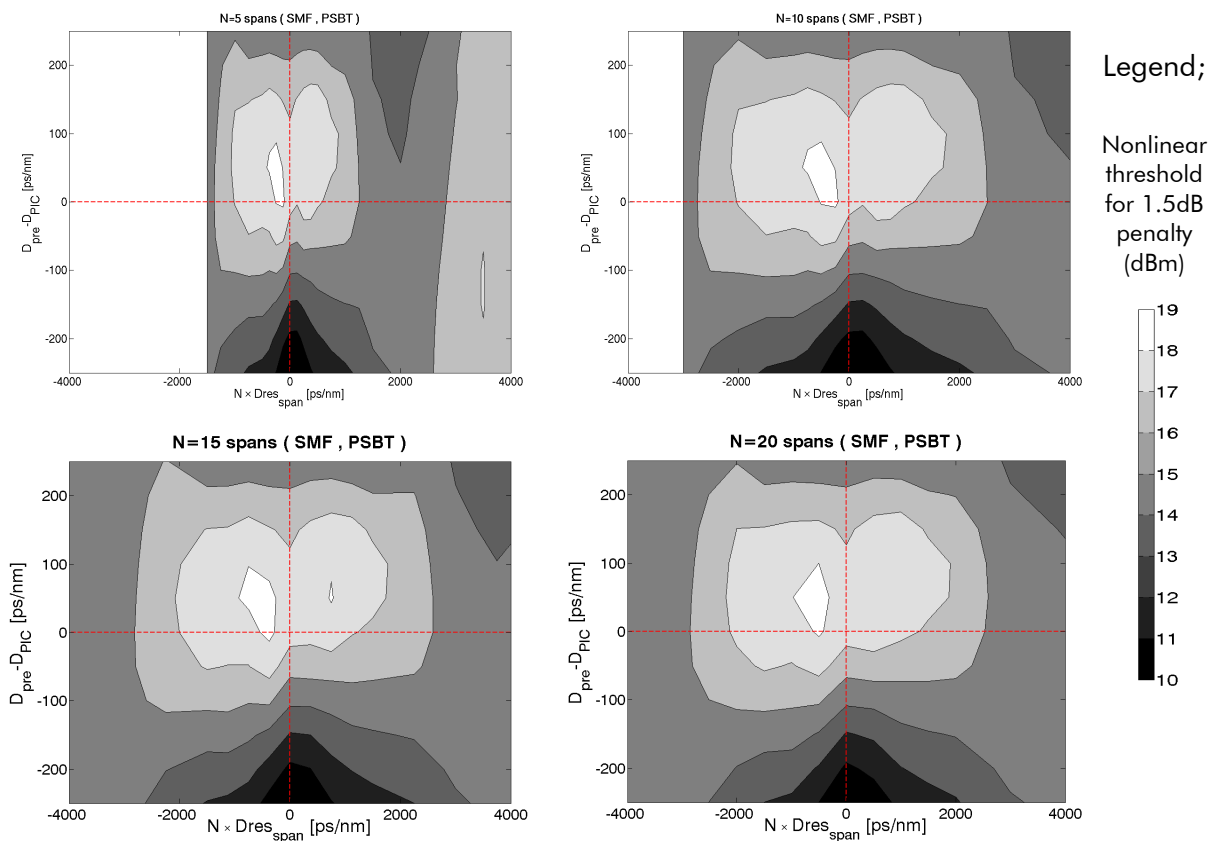 N=5 spans ( SMF , PSBT )
200
100
0
-100
-200
D_pre-D_PIC [ps/nm]
-4000 -2000 0 2000 4000
N × Dres_span [ps/nm]
N=10 spans ( SMF , PSBT )
200
100
0
-100
-200
D_pre-D_PIC [ps/nm]
-4000 -2000 0 2000 4000
N × Dres_span [ps/nm]
Legend;
Nonlinear
threshold
for 1.5dB
penalty
(dBm)
19
18
17
16
15
14
13
12
11
10
N=15 spans ( SMF , PSBT )
200
100
0
-100
-200
D_pre-D_PIC [ps/nm]
-4000 -2000 0 2000 4000
N × Dres_span [ps/nm]
N=20 spans ( SMF , PSBT )
200
100
0
-100
-200
D_pre-D_PIC [ps/nm]
-4000 -2000 0 2000 4000
N × Dres_span [ps/nm]